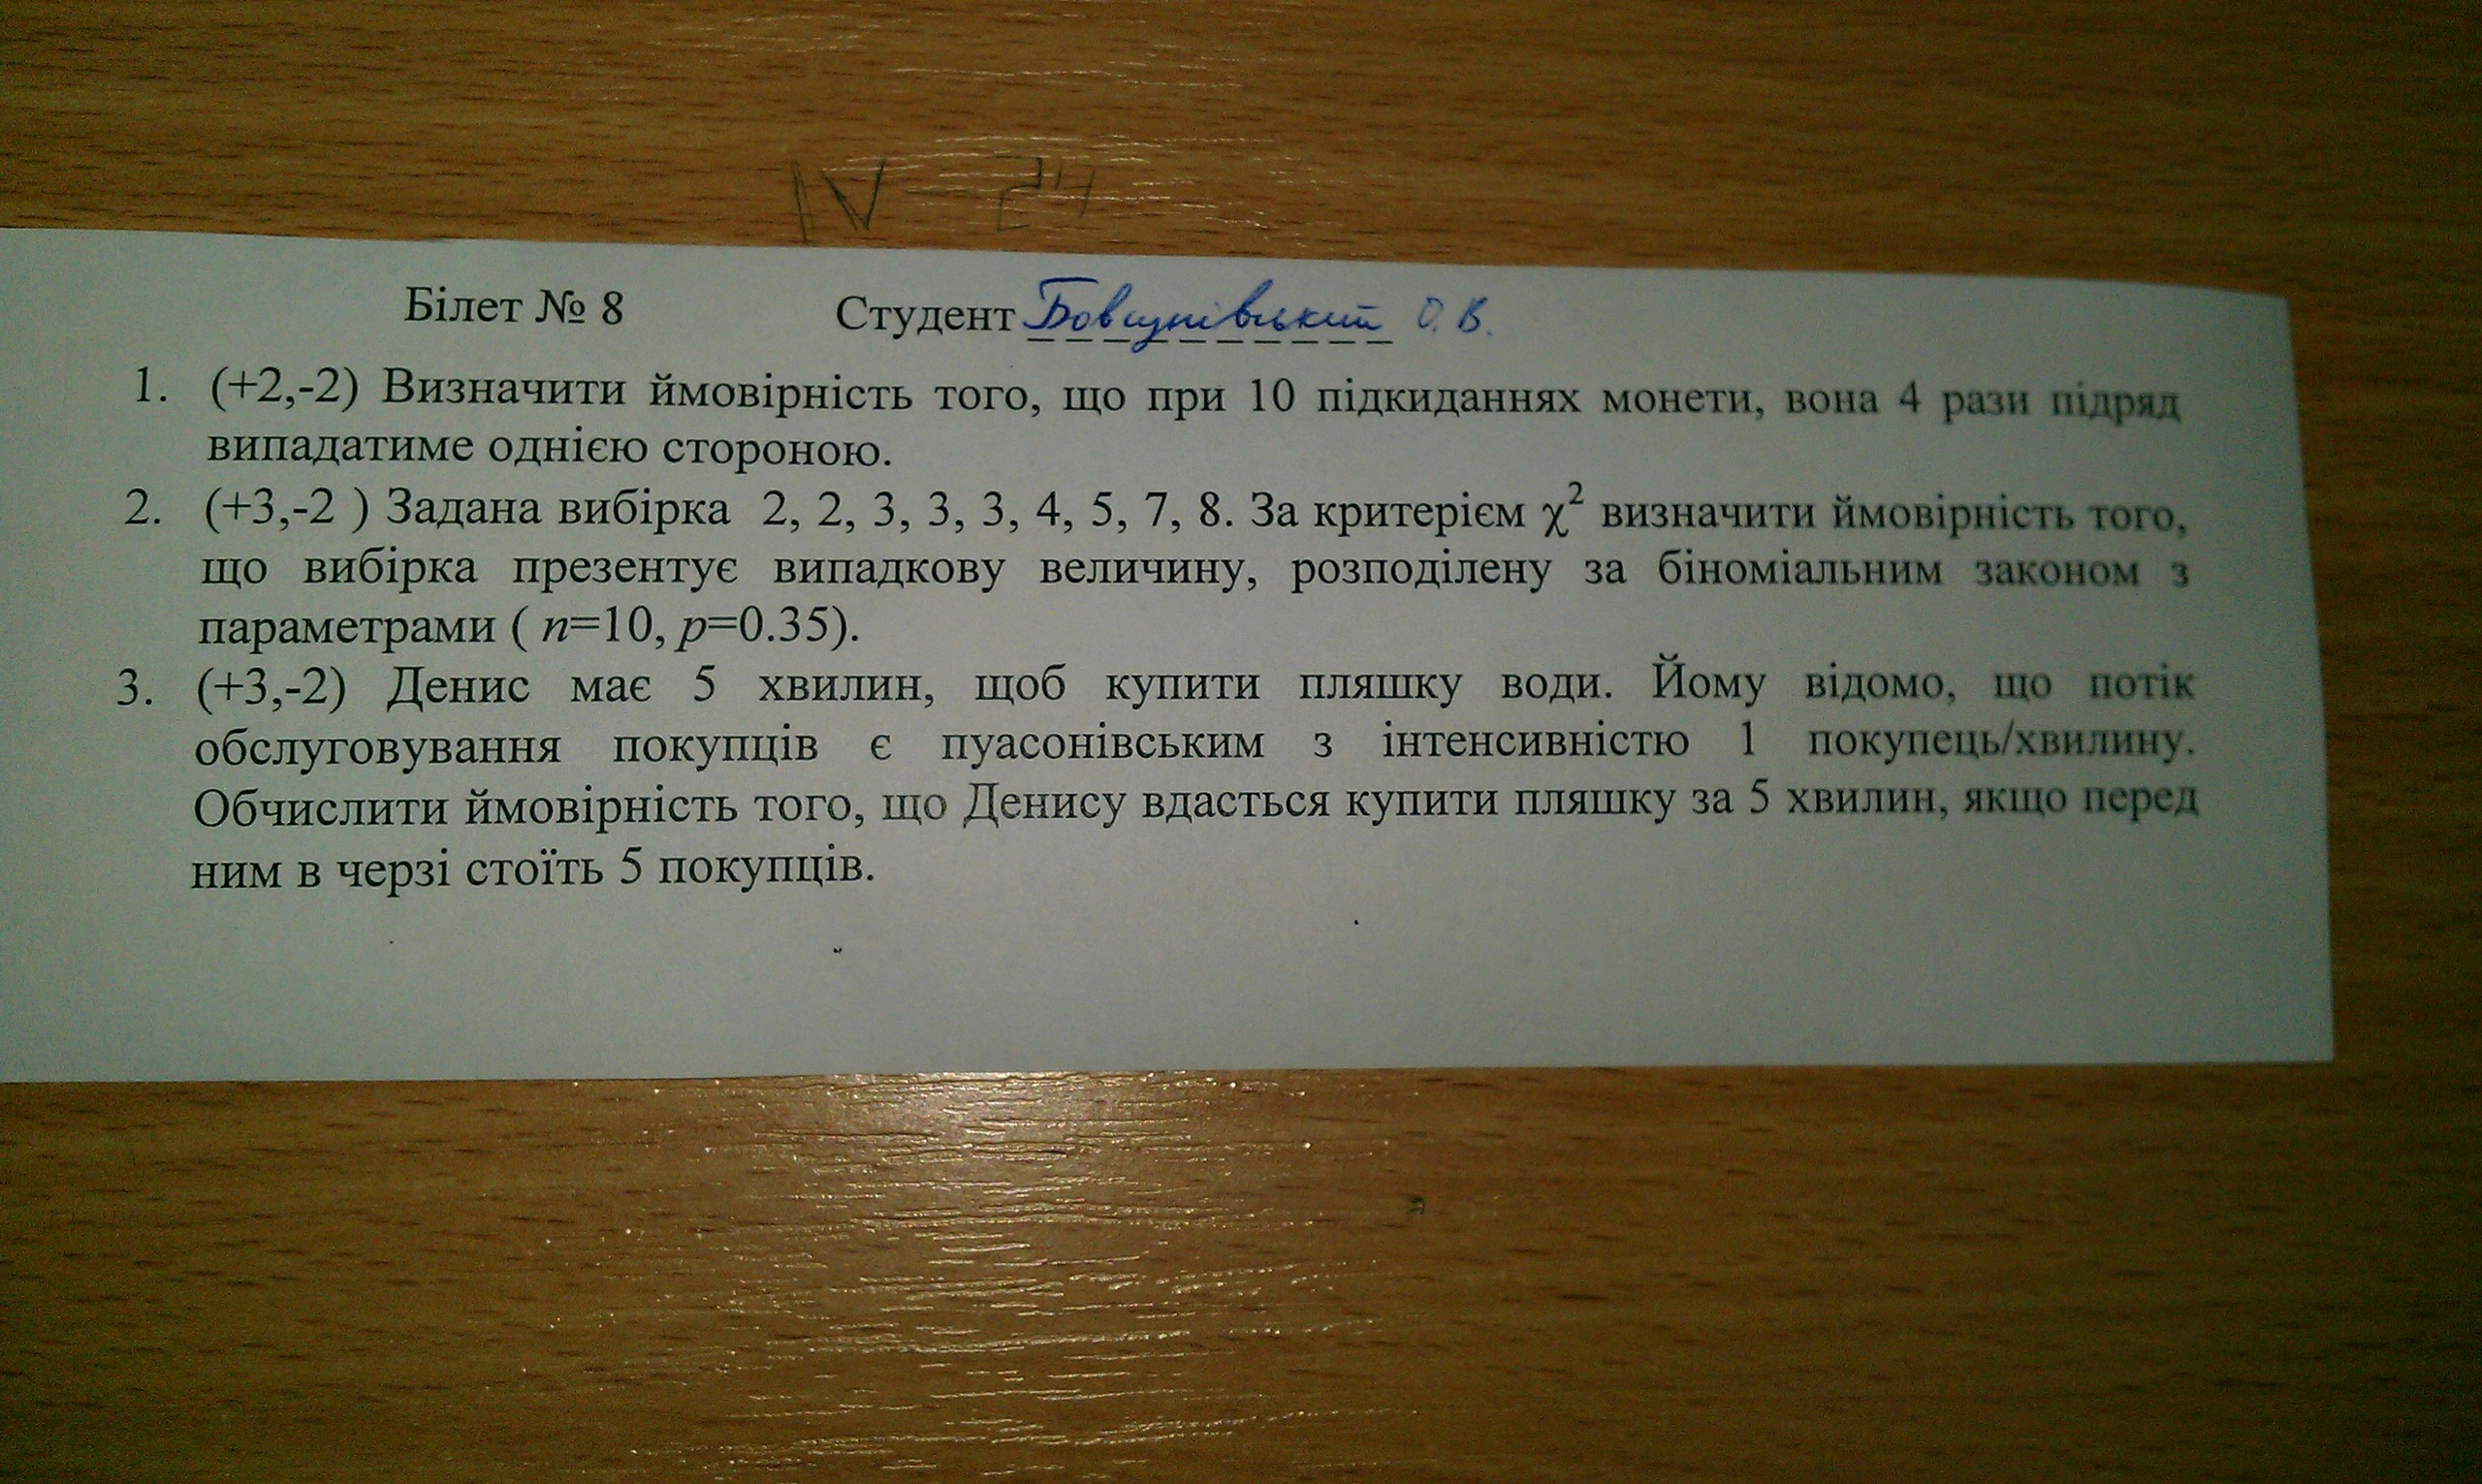 IV - 24
Білет № 8 Студент О. В.
1. (+2,-2) Визначити ймовірність того, що при 10 підкиданнях монети, вона 4 рази підряд
випадатиме однією стороною.
2. (+3,-2 ) Задана вибірка 2, 2, 3, 3, 3, 4, 5, 7, 8. За критерієм χ² визначити ймовірність того,
що вибірка презентує випадкову величину, розподілену за біноміальним законом з
параметрами ( n=10, p=0.35).
3. (+3,-2) Денис має 5 хвилин, щоб купити пляшку води. Йому відомо, що потік
обслуговування покупців є пуасонівським з інтенсивністю 1 покупець/хвилину.
Обчислити ймовірність того, що Денису вдасться купити пляшку за 5 хвилин, якщо перед
ним в черзі стоїть 5 покупців.